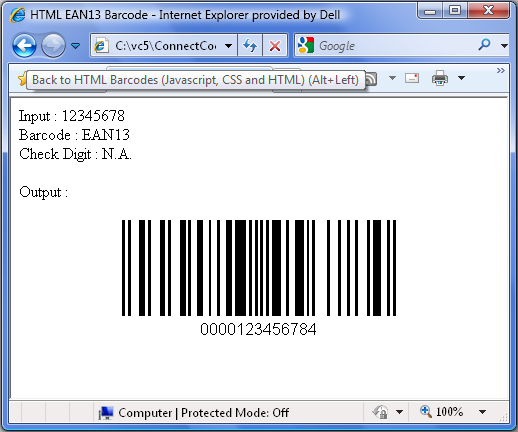 HTML EAN13 Barcode - Internet Explorer provided by Dell
C:\vc5\ConnectCo
Google
Back to HTML Barcodes (Javascript, CSS and HTML) (Alt+Left)
Input : 12345678
Barcode : EAN13
Check Digit : N.A.
Output :
0000123456784
Computer | Protected Mode: Off
100%